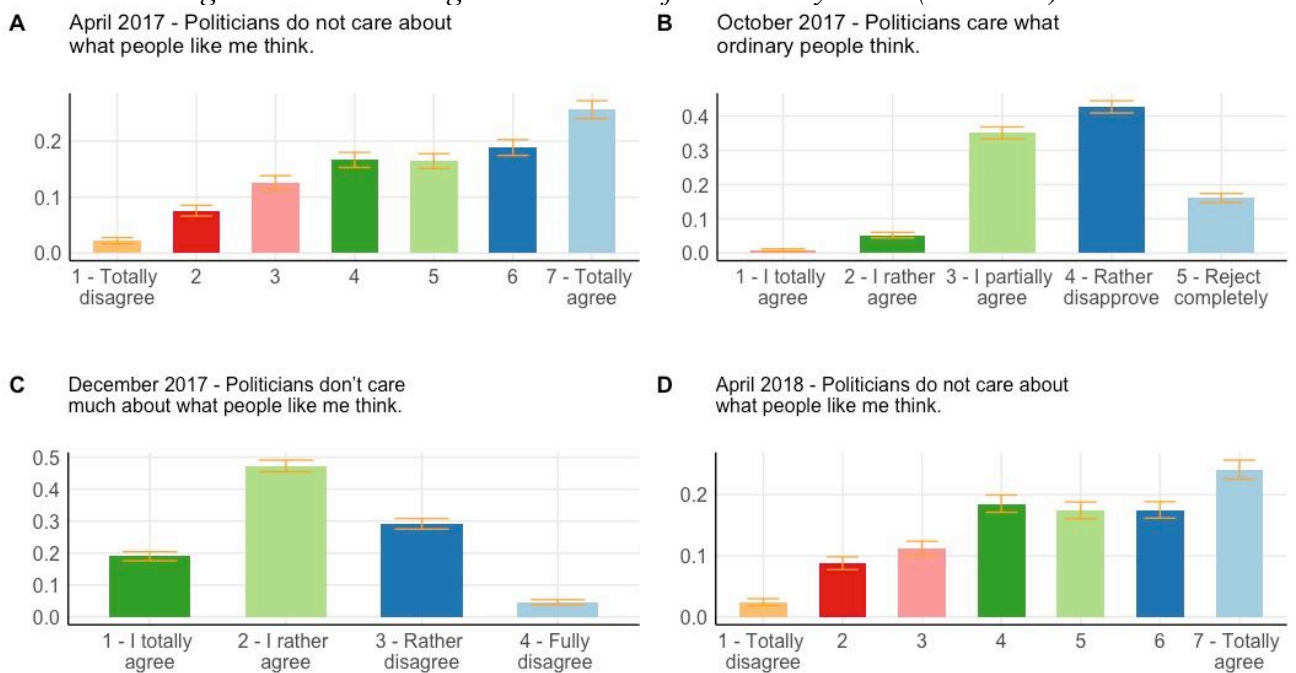 A
April 2017 - Politicians do not care about
what people like me think.
0.2
0.1
0.0
1 - Totally
disagree
2
3
4
5
6
7 - Totally
agree
B
October 2017 - Politicians care what
ordinary people think.
0.4
0.3
0.2
0.1
0.0
1 - I totally
agree
2 - I rather
agree
3 - I partially
agree
4 - Rather
disapprove
5 - Reject
completely
C
December 2017 - Politicians don’t care
much about what people like me think.
0.5
0.4
0.3
0.2
0.1
0.0
1 - I totally
agree
2 - I rather
agree
3 - Rather
disagree
4 - Fully
disagree
D
April 2018 - Politicians do not care about
what people like me think.
0.2
0.1
0.0
1 - Totally
disagree
2
3
4
5
6
7 - Totally
agree